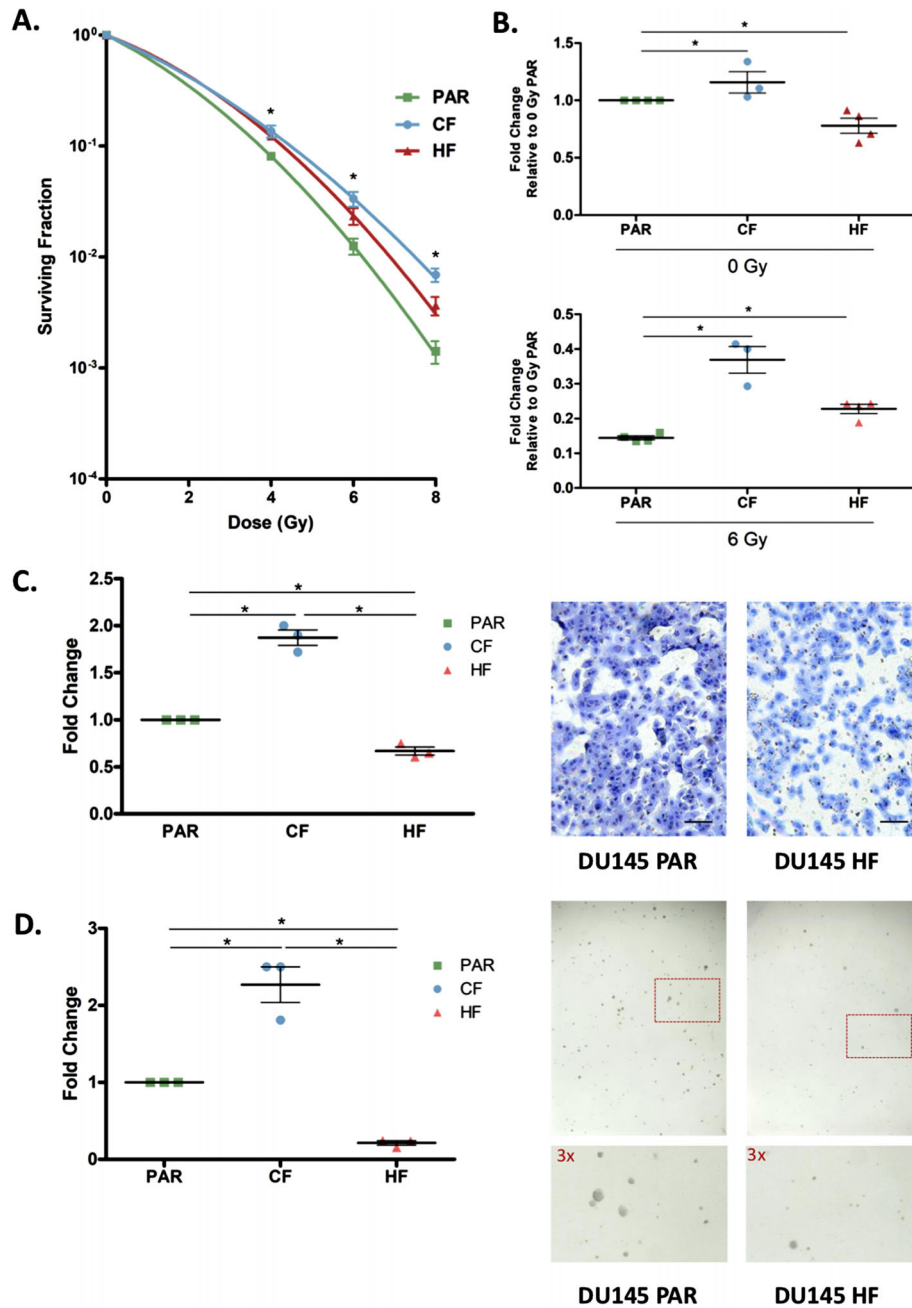 A.
10⁰
10⁻¹
10⁻²
10⁻³
10⁻⁴
Surviving Fraction
0 2 4 6 8
Dose (Gy)
PAR
CF
HF
*
*
*
B.
Fold Change
Relative to 0 Gy PAR
1.5
1.0
0.5
0.0
*
*
PAR CF HF
0 Gy
Fold Change
Relative to 0 Gy PAR
0.5
0.4
0.3
0.2
0.1
0.0
*
*
PAR CF HF
6 Gy
C.
Fold Change
2.5
2.0
1.5
1.0
0.5
0.0
*
* *
PAR CF HF
PAR
CF
HF
DU145 PAR DU145 HF
D.
Fold Change
3
2
1
0
*
* *
PAR CF HF
PAR
CF
HF
3x 3x
DU145 PAR DU145 HF